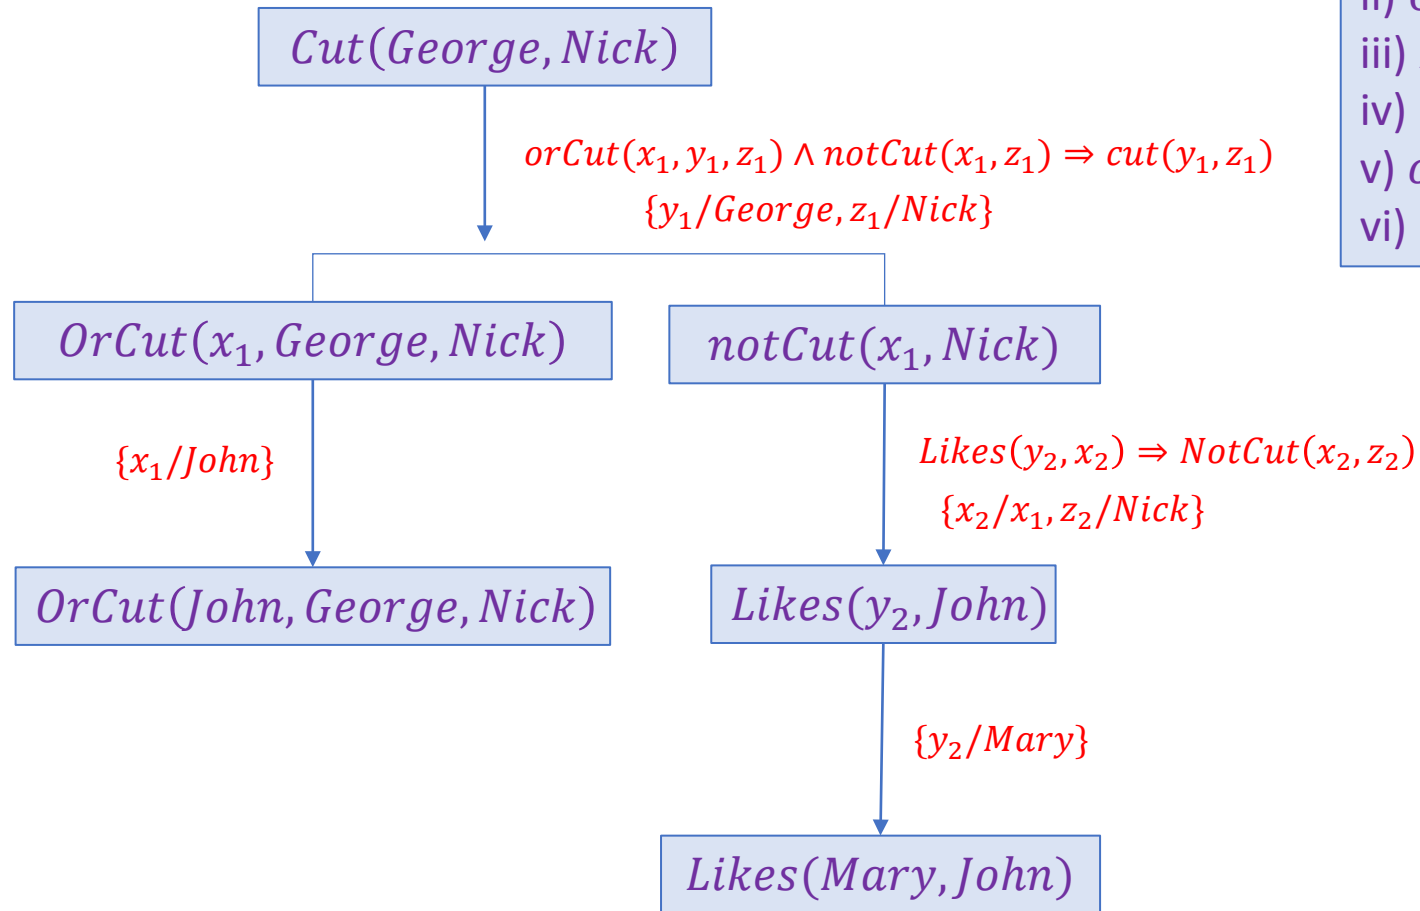 Cut(George, Nick)
ii)
iii)
iv)
v)
vi)
orCut(x₁, y₁, z₁) ∧ notCut(x₁, z₁) ⇒ cut(y₁, z₁)
{y₁/George, z₁/Nick}
OrCut(x₁, George, Nick)
notCut(x₁, Nick)
{x₁/John}
Likes(y₂, x₂) ⇒ NotCut(x₂, z₂)
{x₂/x₁, z₂/Nick}
OrCut(John, George, Nick)
Likes(y₂, John)
{y₂/Mary}
Likes(Mary, John)